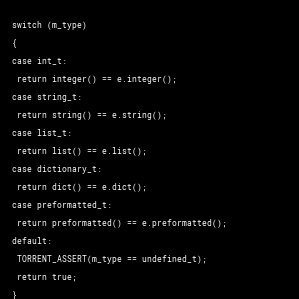 switch (m_type)
{
case int_t:
return integer() == e.integer();
case string_t:
return string() == e.string();
case list_t:
return list() == e.list();
case dictionary_t:
return dict() == e.dict();
case preformatted_t:
return preformatted() == e.preformatted();
default:
TORRENT_ASSERT(m_type == undefined_t);
return true;
}